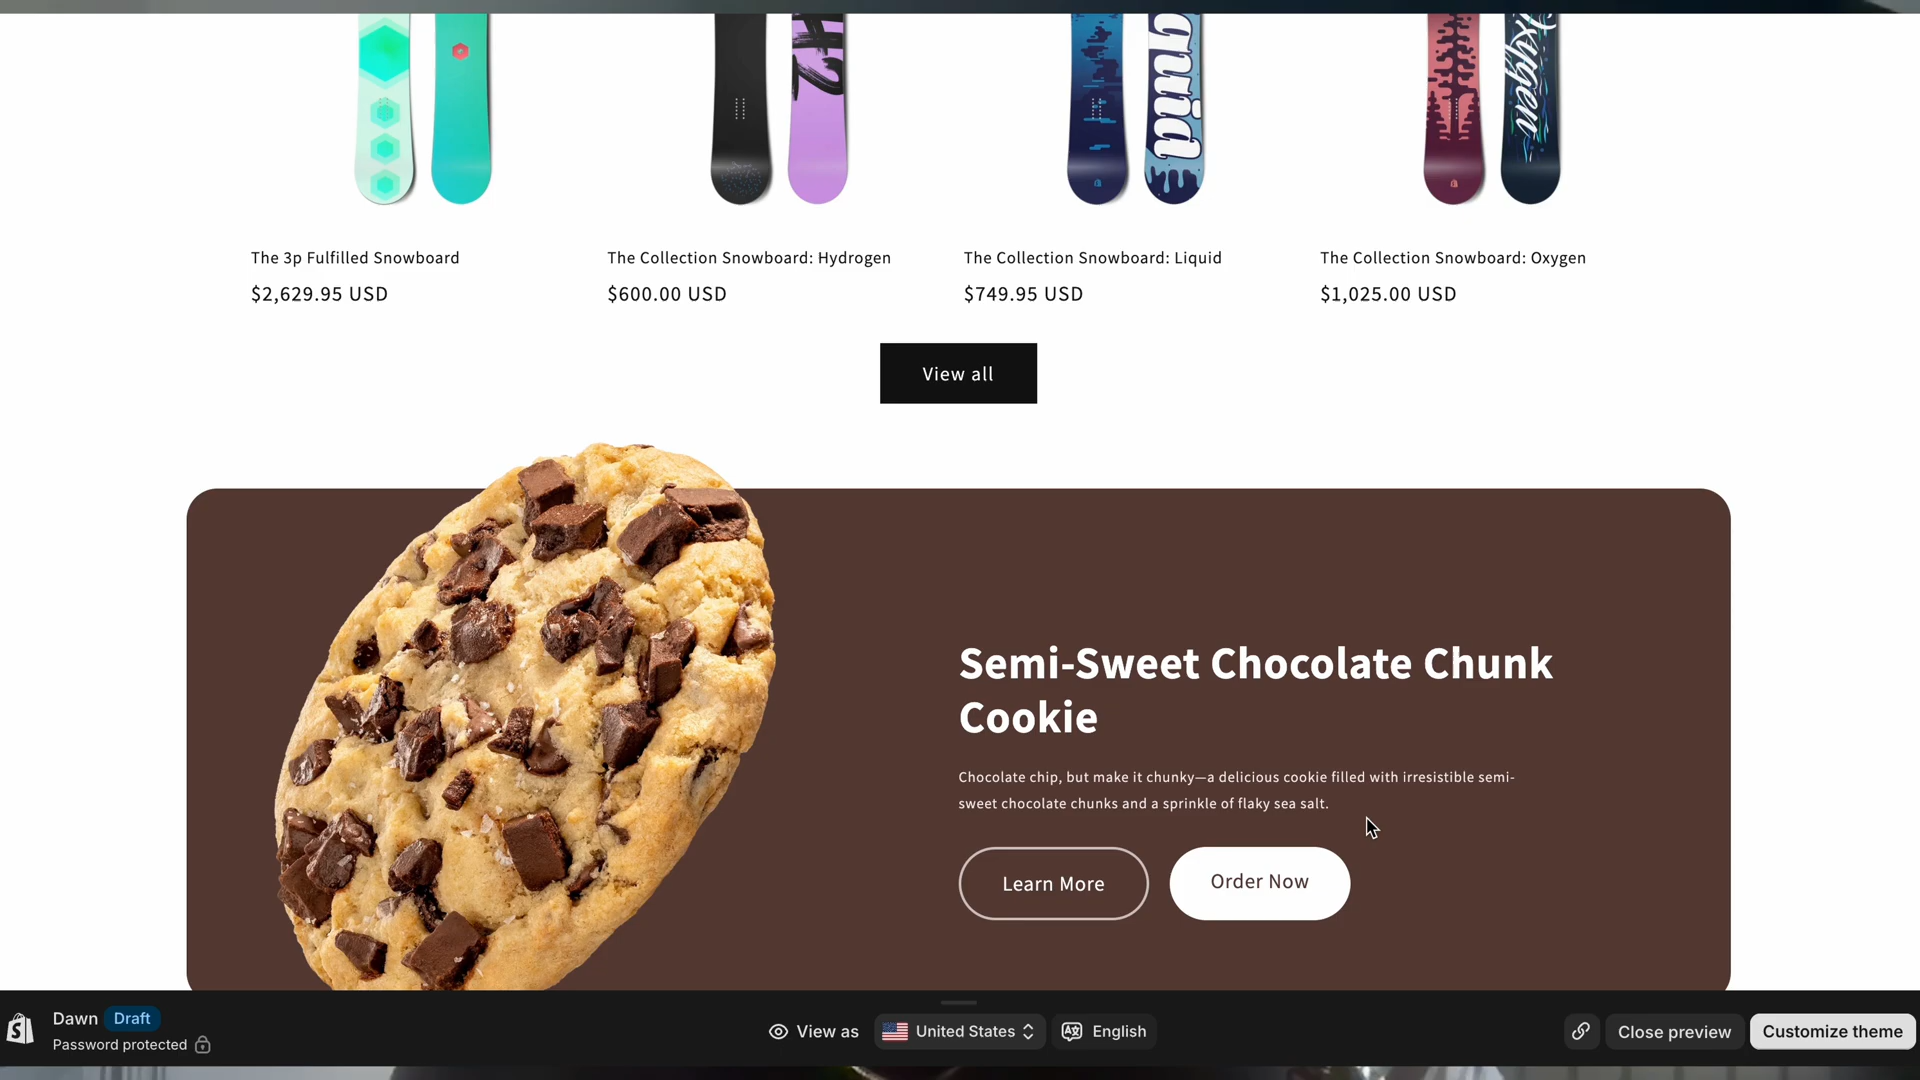 quid
Oxygen
The 3p Fulfilled Snowboard
The Collection Snowboard: Hydrogen
The Collection Snowboard: Liquid
The Collection Snowboard: Oxygen
$2,629.95 USD
$600.00 USD
$749.95 USD
$1,025.00 USD
View all
Semi-Sweet Chocolate Chunk
Cookie
Chocolate chip, but make it chunky—a delicious cookie filled with irresistible semi-
sweet chocolate chunks and a sprinkle of flaky sea salt.
Learn More
Order Now
Dawn Draft
Password protected
View as
United States
English
Close preview
Customize theme